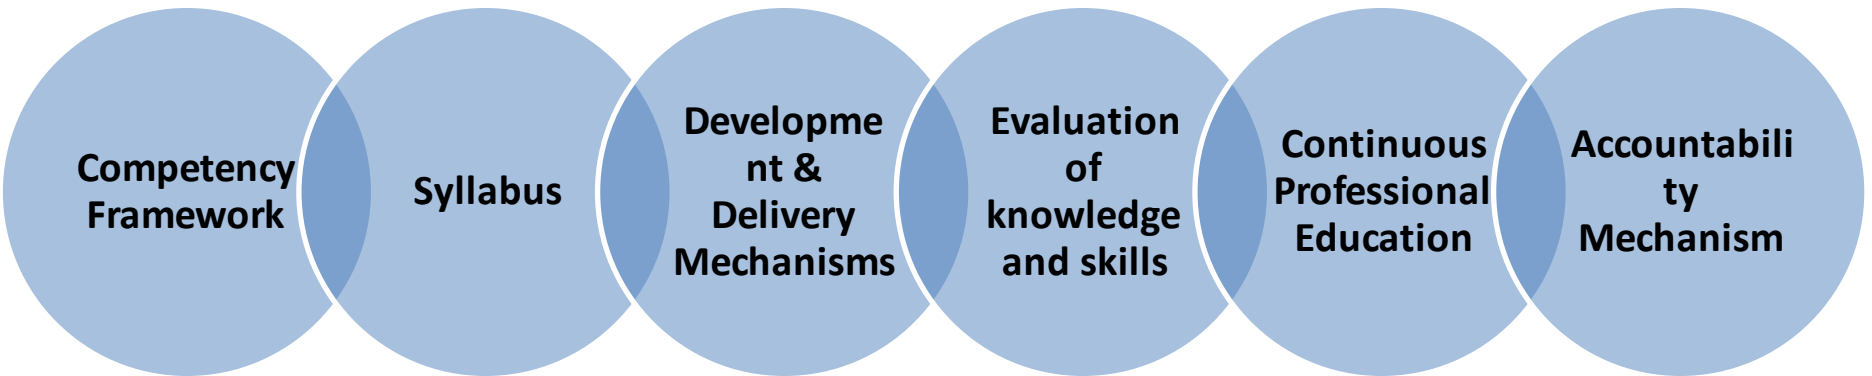 Competency
Framework
Syllabus
Developme
nt &
Delivery
Mechanisms
Evaluation
of
knowledge
and skills
Continuous
Professional
Education
Accountabili
ty
Mechanism